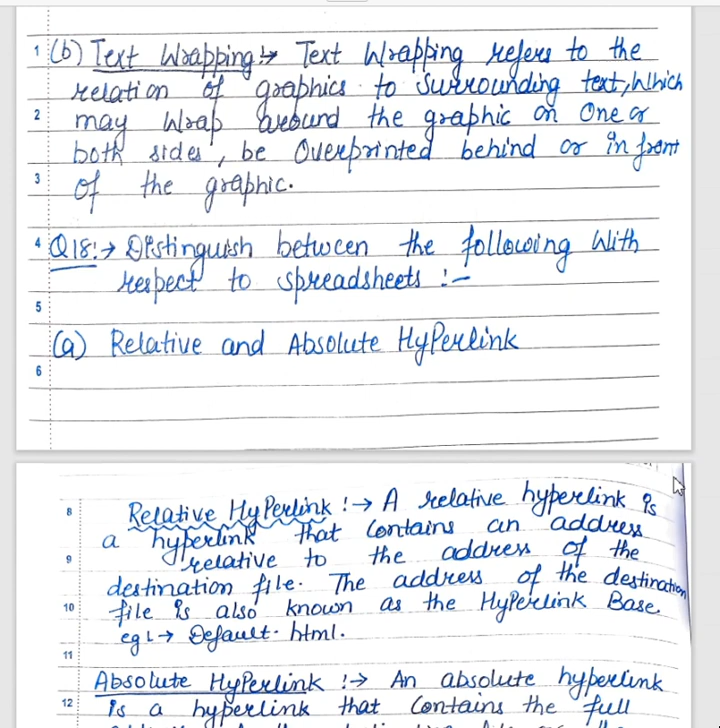 1 (b) Text Wrapping :→ Text Wrapping refers to the
relation of graphics to Surrounding text, Which
2 may Wrap around the graphic on One or
both sides, be Overprinted behind or in front
3 of the graphic.
4 Q18:→ Distinguish between the following With
respect to spreadsheets :-
5
(a) Relative and Absolute HyPerlink
6
8 Relative HyPerlink :→ A relative hyperlink is
a hyperlink that Contains an address
9 relative to the address of the
destination file. The address of the destination
10 file is also known as the HyPerlink Base.
eg :→ Default.html.
11
Absolute HyPerlink :→ An absolute hyperlink
12 is a hyperlink that Contains the full